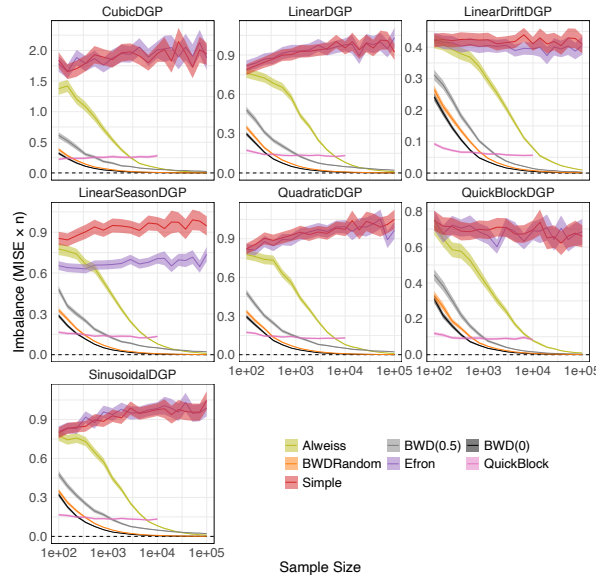 CubicDGP LinearDGP LinearDriftDGP
2.0
1.5
1.0
0.5
0.0
0.9
0.6
0.3
0.0
0.4
0.3
0.2
0.1
0.0
1e+02 1e+03 1e+04 1e+05
LinearSeasonDGP QuadraticDGP QuickBlockDGP
0.9
0.6
0.3
0.0
1.2
0.9
0.6
0.3
0.0
0.8
0.6
0.4
0.2
0.0
1e+02 1e+03 1e+04 1e+05 1e+02 1e+03 1e+04 1e+05
SinusoidalDGP
0.9
0.6
0.3
0.0
1e+02 1e+03 1e+04 1e+05
Imbalance (MISE × n)
Alweiss BWD(0.5) BWD(0)
BWDRandom Efron QuickBlock
Simple
Sample Size